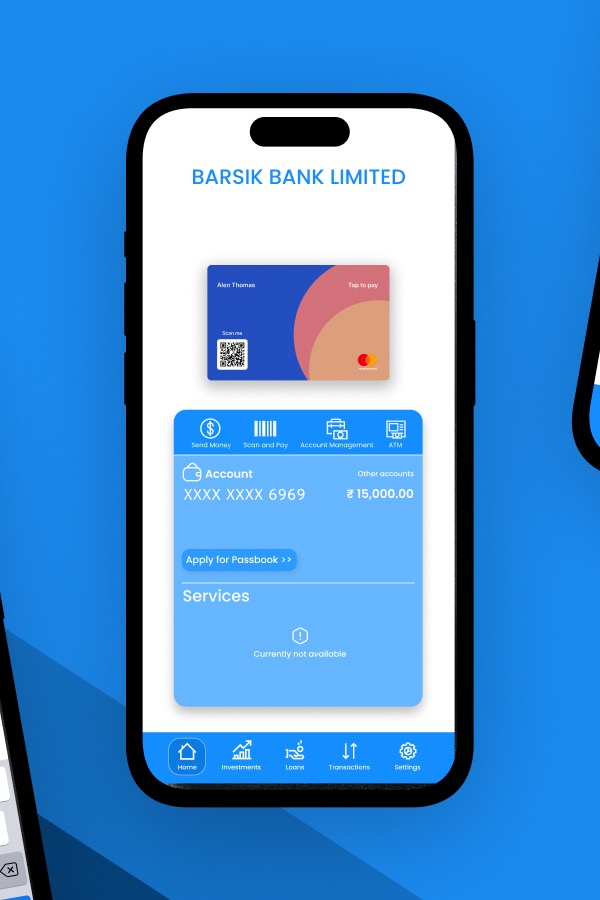 BARSIK BANK LIMITED
Alen Thomas
Tap to pay
Scan me
Send Money
Scan and Pay
Account Management
ATM
Account
Other accounts
XXXX XXXX 6969
₹ 15,000.00
Apply for Passbook >>
Services
Currently not available
Home
Investments
Loans
Transactions
Settings